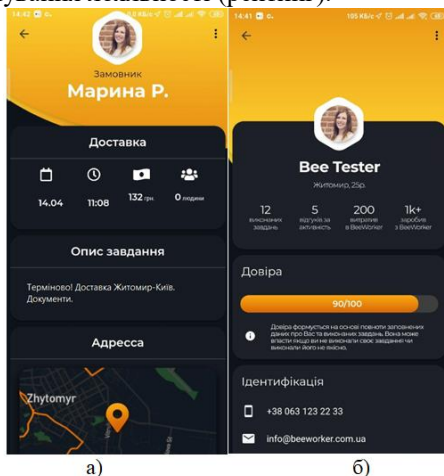 14:42
Замовник
Марина Р.
Доставка
14.04
11:08
132 грн.
0 людини
Опис завдання
Терміново! Доставка Житомир-Київ.
Документи.
Адресса
Zhytomyr
а)
14:41
105 КБ/с
Bee Tester
Житомир, 25р.
12
виконаних
завдань
5
відгуків за
активність
200
витратив
в BeeWorker
1k+
заробив
з BeeWorker
Довіра
90/100
Довіра формується на основі повноти заповнених
даних про Вас та виконаних завдань. Вона може
впасти якщо ви не виконали своє завдання чи
виконали його не якісно.
Ідентифікація
+38 063 123 22 33
info@beeworker.com.ua
б)